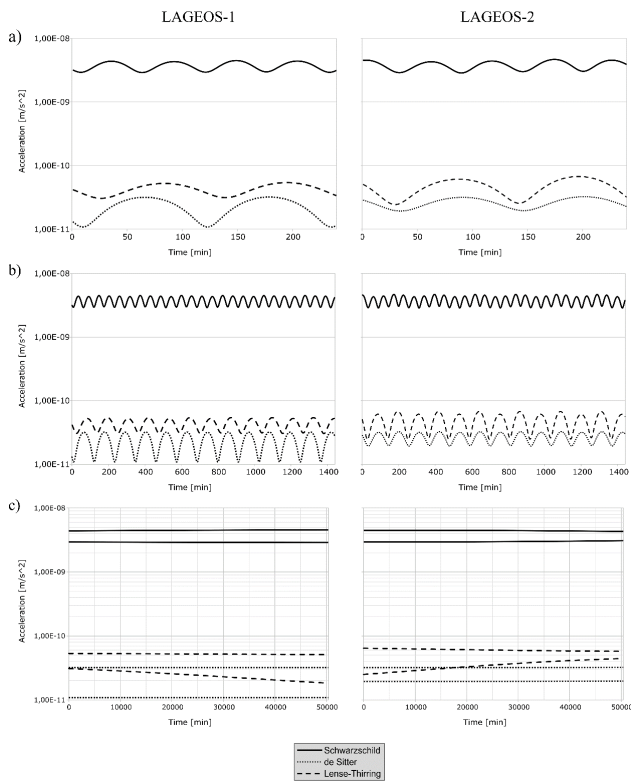 LAGEOS-1 LAGEOS-2
a)
1,00E-08
1,00E-09
1,00E-10
1,00E-11
Acceleration [m/s^2]
0 50 100 150 200
Time [min]
0 50 100 150 200
Time [min]
b)
1,00E-08
1,00E-09
1,00E-10
1,00E-11
Acceleration [m/s^2]
0 200 400 600 800 1000 1200 1400
Time [min]
0 200 400 600 800 1000 1200 1400
Time [min]
c)
1,00E-08
1,00E-09
1,00E-10
1,00E-11
Acceleration [m/s^2]
0 10000 20000 30000 40000 50000
Time [min]
0 10000 20000 30000 40000 50000
Time [min]
Schwarzschild
de Sitter
Lense-Thirring